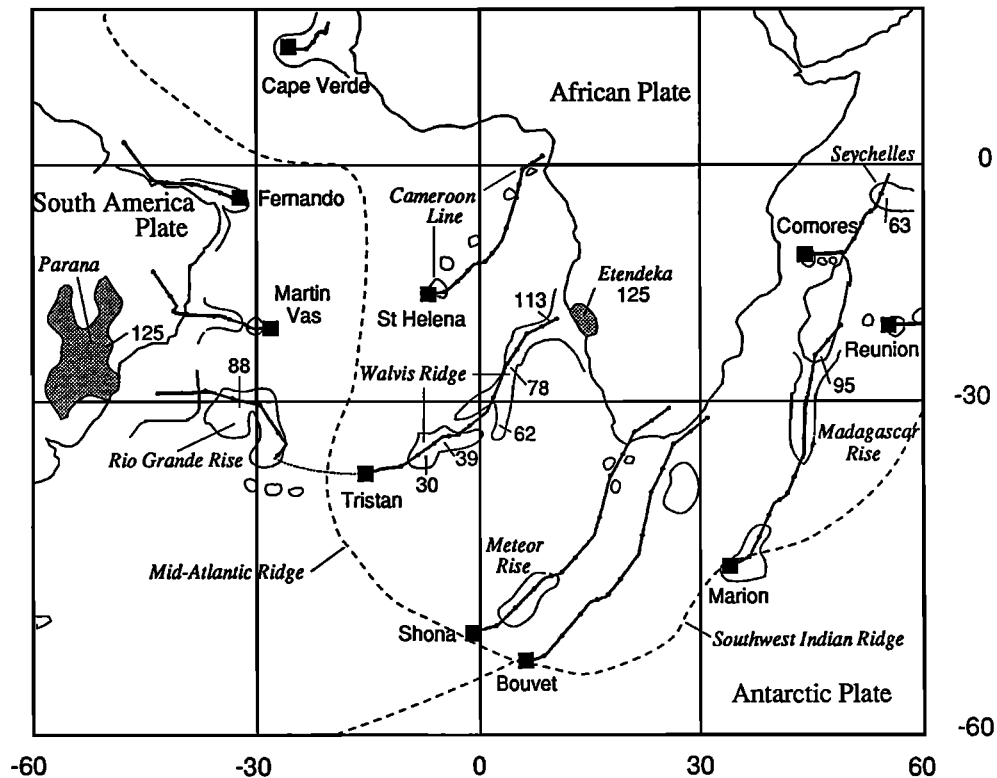 Cape Verde
African Plate
0
Seychelles
South America
Plate
Fernando
Cameroon
Line
Comores
63
Parana
Martin
Vas
St Helena
Etendeka
125
113
125
Reunion
88
Walvis Ridge
78
95
-30
Rio Grande Rise
62
39
30
Madagascar
Rise
Tristan
Mid-Atlantic Ridge
Meteor
Rise
Marion
Shona
Southwest Indian Ridge
Bouvet
Antarctic Plate
-60
-60
-30
0
30
60